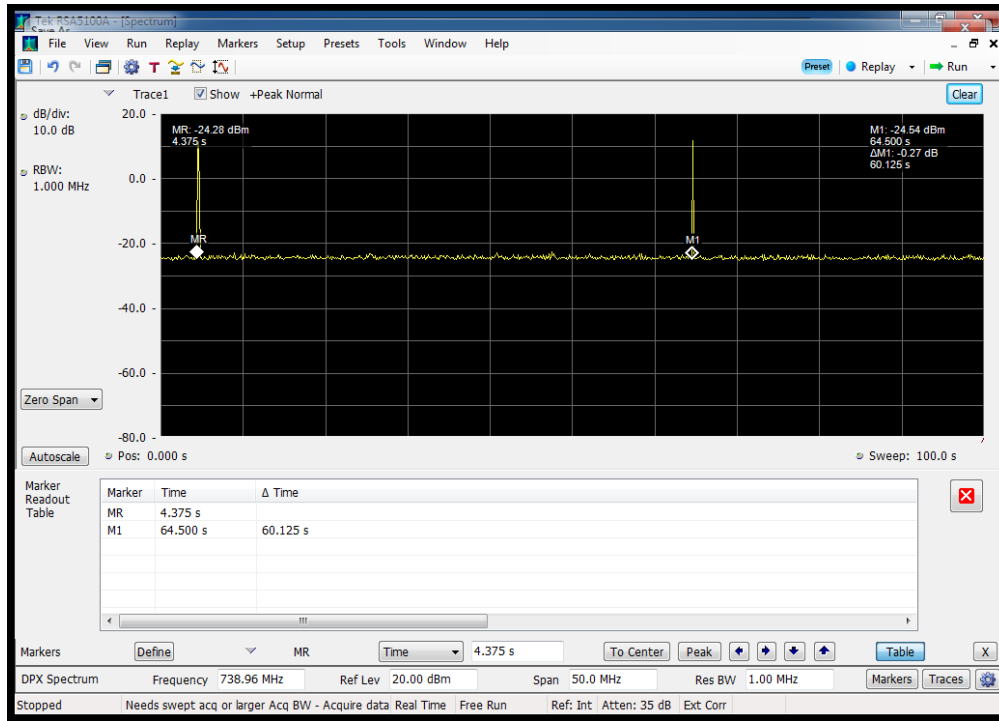 Tek RSA5100A - [Spectrum]
Save As
File View Run Replay Markers Setup Presets Tools Window Help
Preset Replay Run
Trace1 Show +Peak Normal Clear
dB/div:
10.0 dB
RBW:
1.000 MHz
20.0 -
0.0 -
-20.0 -
-40.0 -
-60.0 -
-80.0 -
MR: -24.28 dBm
4.375 s
M1: -24.54 dBm
64.500 s
ΔM1: -0.27 dB
60.125 s
MR
M1
Zero Span
Autoscale Pos: 0.000 s Sweep: 100.0 s
Marker
Readout
Table
Marker Time Δ Time
MR 4.375 s
M1 64.500 s 60.125 s
Markers Define MR Time 4.375 s To Center Peak Table X
DPX Spectrum Frequency 738.96 MHz Ref Lev 20.00 dBm Span 50.0 MHz Res BW 1.00 MHz Markers Traces
Stopped Needs swept acq or larger Acq BW - Acquire data Real Time Free Run Ref: Int Atten: 35 dB Ext Corr